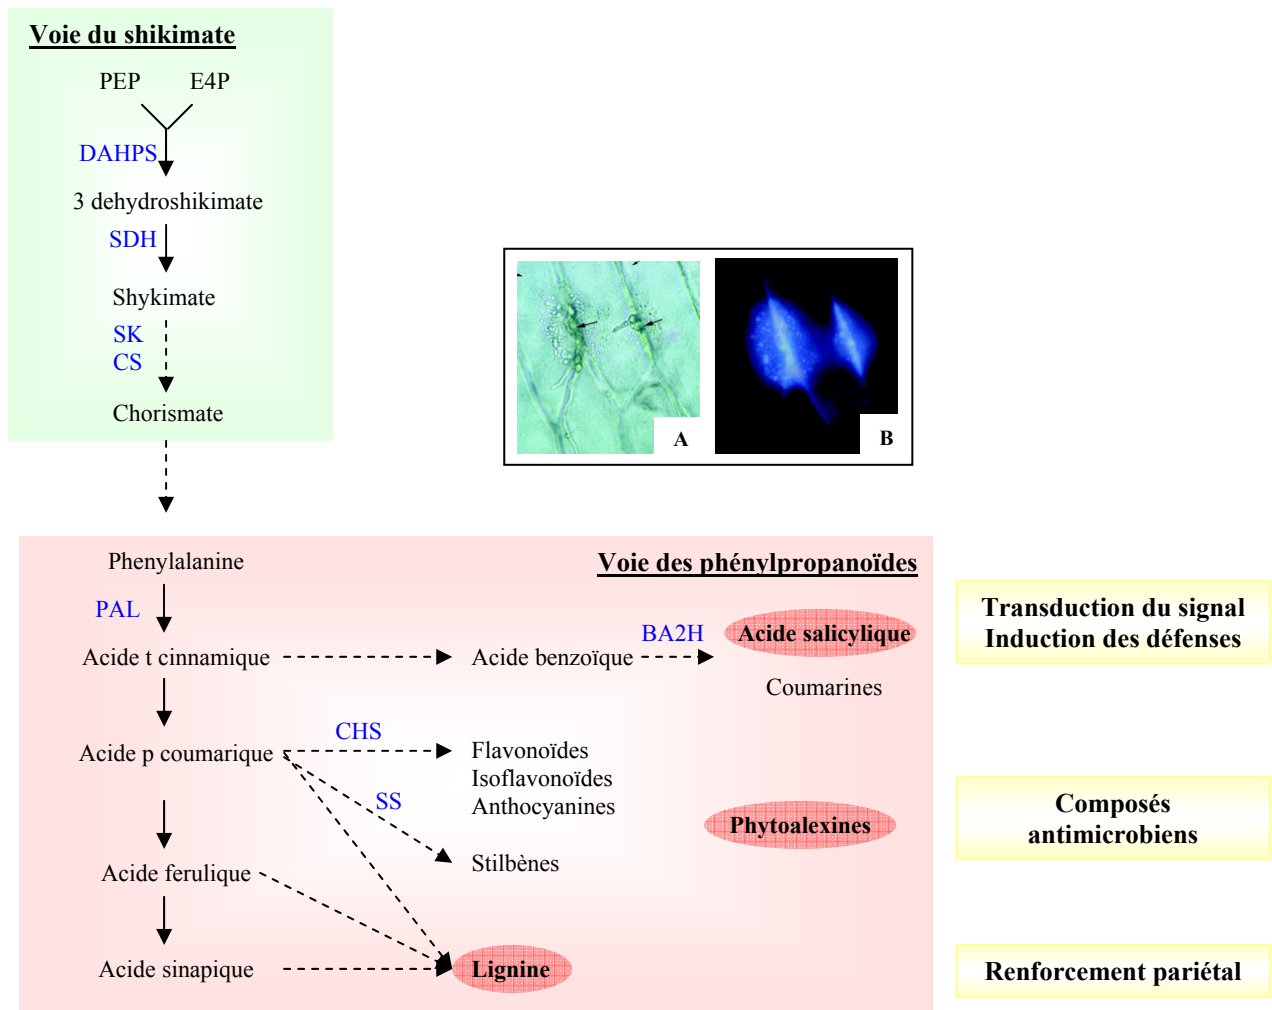 Voie du shikimate
PEP E4P
DAHPS
3 dehydroshikimate
SDH
Shykimate
SK
CS
Chorismate
A B
Voie des phénylpropanoïdes
Phenylalanine
PAL
Acide t cinnamique
Acide benzoïque
BA2H
Acide salicylique
Coumarines
Transduction du signal
Induction des défenses
Acide p coumarique
CHS
Flavonoïdes
Isoflavonoïdes
Anthocyanines
SS
Stilbènes
Phytoalexines
Composés
antimicrobiens
Acide ferulique
Acide sinapique
Lignine
Renforcement pariétal